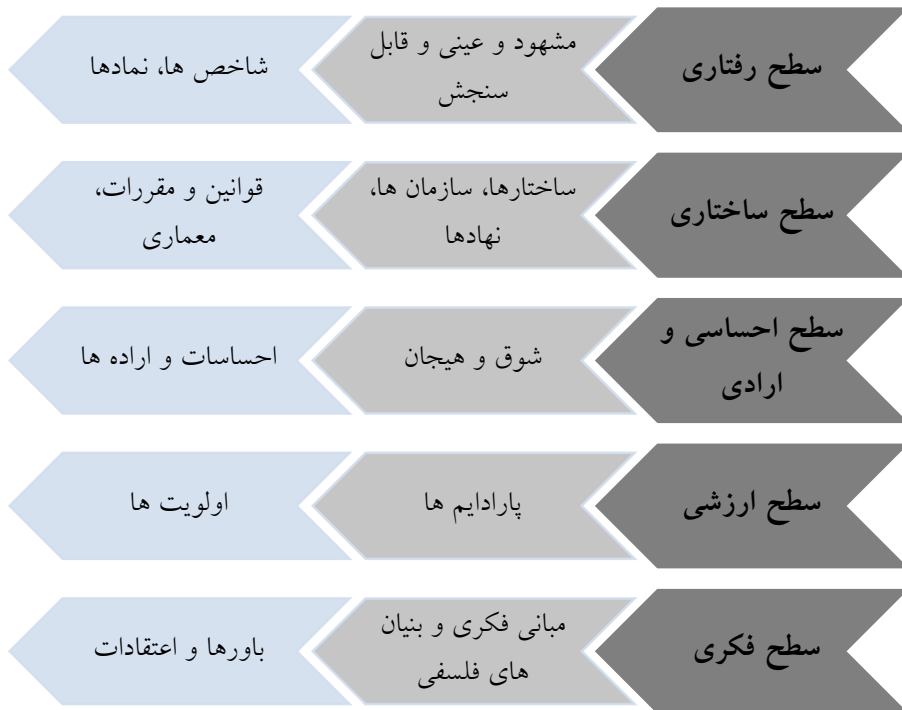 سطح رفتاری
مشهود و عینی و قابل
سنجش
شاخص ها، نمادها
سطح ساختاری
ساختارها، سازمان ها،
نهادها
قوانین و مقررات،
معماری
سطح احساسی و
ارادی
شوق و هیجان
احساسات و اراده ها
سطح ارزشی
پارادایم ها
اولویت ها
سطح فکری
مبانی فکری و بنیان
های فلسفی
باورها و اعتقادات